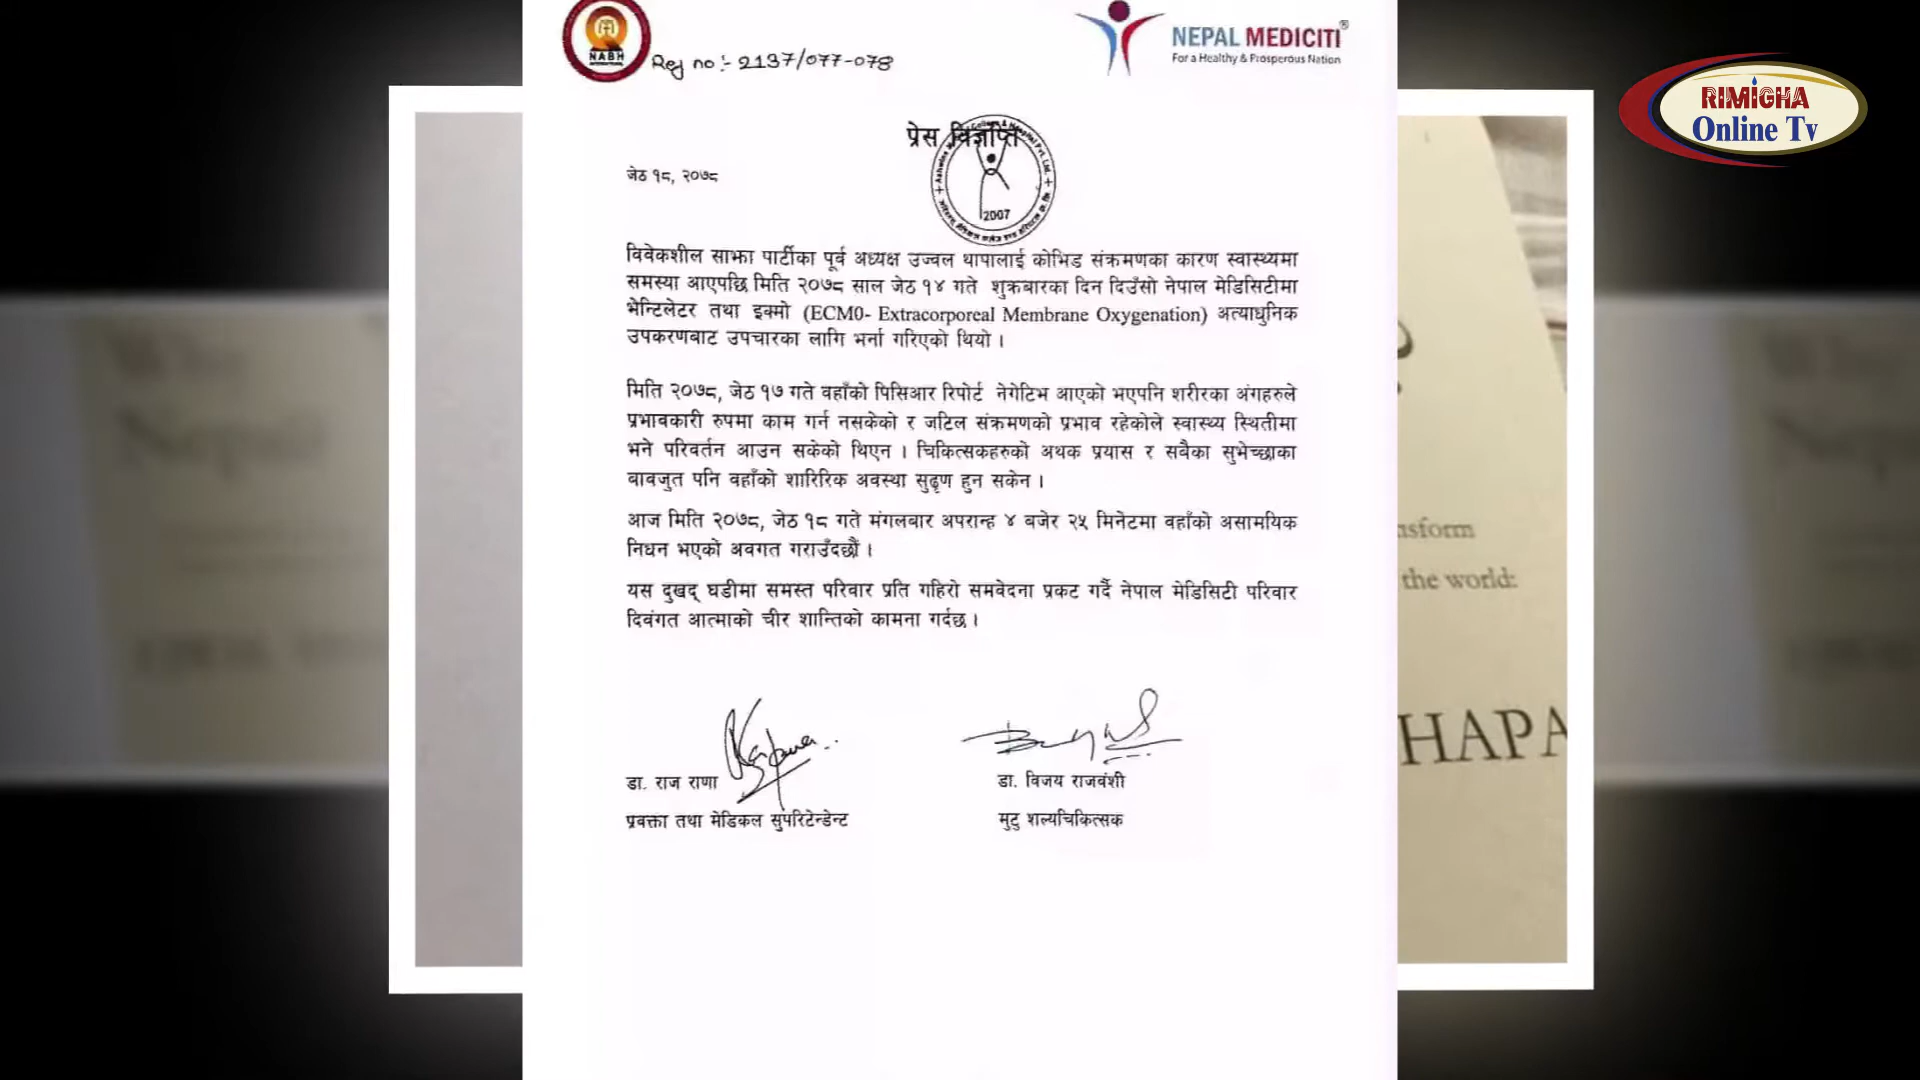 NABH
Reg no :- 2137/077-078
NEPAL MEDICITI
For a Healthy & Prosperous Nation
RIMIGHA
Online Tv
प्रेस विज्ञप्ति
जेठ १८, २०७८
2007
विवेकशील साझा पार्टीका पूर्व अध्यक्ष उज्वल थापालाई कोभिड संक्रमणका कारण स्वास्थ्यमा
समस्या आएपछि मिति २०७८ साल जेठ १४ गते शुक्रबारका दिन दिउँसो नेपाल मेडिसिटीमा
भेन्टिलेटर तथा इक्मो (ECM0- Extracorporeal Membrane Oxygenation) अत्याधुनिक
उपकरणबाट उपचारका लागि भर्ना गरिएको थियो ।
मिति २०७८, जेठ १७ गते वहाँको पिसिआर रिपोर्ट नेगेटिभ आएको भएपनि शरीरका अंगहरुले
प्रभावकारी रुपमा काम गर्न नसकेको र जटिल संक्रमणको प्रभाव रहेकोले स्वास्थ्य स्थितीमा
भने परिवर्तन आउन सकेको थिएन । चिकित्सकहरुको अथक प्रयास र सबैका सुभेच्छाका
बावजुत पनि वहाँको शारिरिक अवस्था सुढृण हुन सकेन ।
आज मिति २०७८, जेठ १८ गते मंगलबार अपरान्ह ४ बजेर २५ मिनेटमा वहाँको असामयिक
निधन भएको अवगत गराउँदछौं ।
यस दुखद् घडीमा समस्त परिवार प्रति गहिरो समवेदना प्रकट गर्दै नेपाल मेडिसिटी परिवार
दिवंगत आत्माको चीर शान्तिको कामना गर्दछ ।
डा. राज राणा
डा. विजय राजवंशी
प्रवक्ता तथा मेडिकल सुपरिटेन्डेन्ट
मुटु शल्यचिकित्सक
nsform
the world:
HAPA